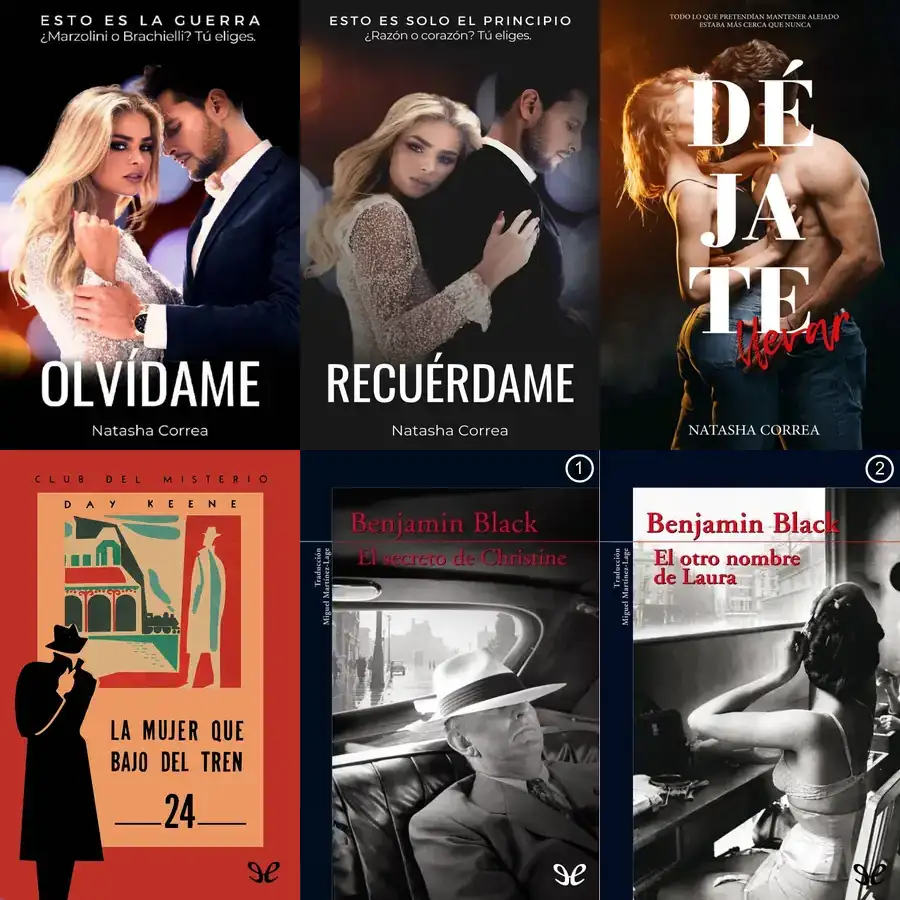 ESTO ES LA GUERRA
¿Marzolini o Brachielli? Tú eliges.
OLVÍDAME
Natasha Correa
ESTO ES SOLO EL PRINCIPIO
¿Razón o corazón? Tú eliges.
RECUÉRDAME
Natasha Correa
TODO LO QUE PRETENDÍAN MANTENER ALEJADO
ESTABA MÁS CERCA QUE NUNCA
DÉ
JA
TE
llevar
NATASHA CORREA
CLUB DEL MISTERIO
DAY KEENE
LA MUJER QUE
BAJO DEL TREN
24
1
Benjamin Black
El secreto de Christine
Traducción
Miguel Martínez-Lage
2
Benjamin Black
El otro nombre
de Laura
Traducción
Miguel Martínez-Lage